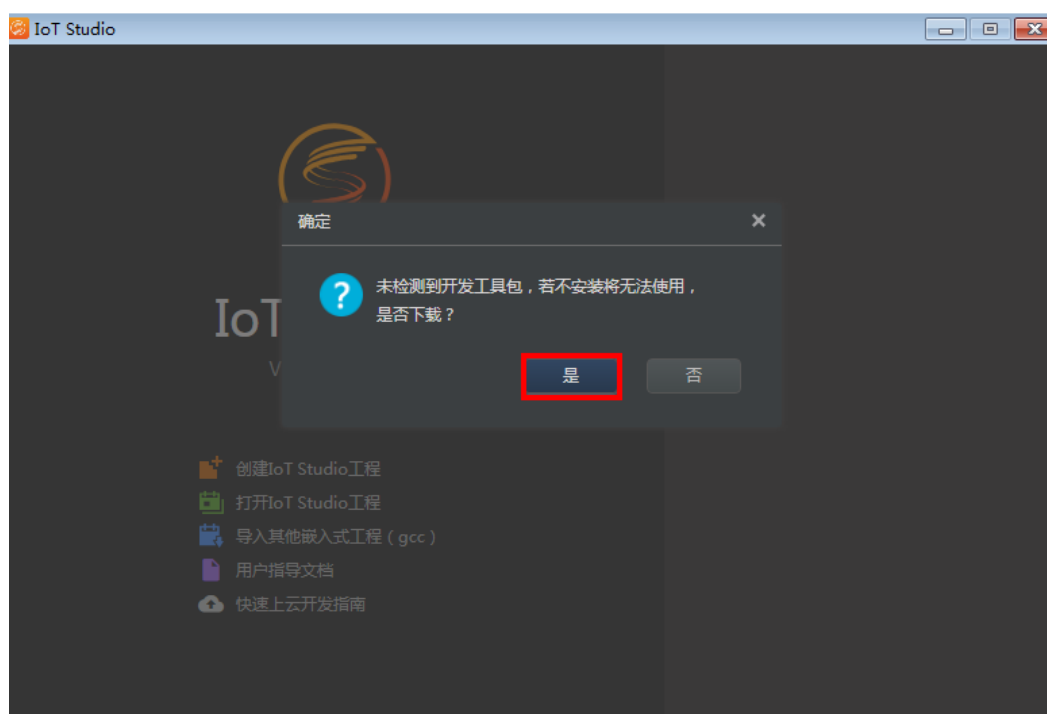 IoT Studio
确定
未检测到开发工具包，若不安装将无法使用，
是否下载？
是
否
IoT
V
创建IoT Studio工程
打开IoT Studio工程
导入其他嵌入式工程（gcc）
用户指导文档
快速上云开发指南